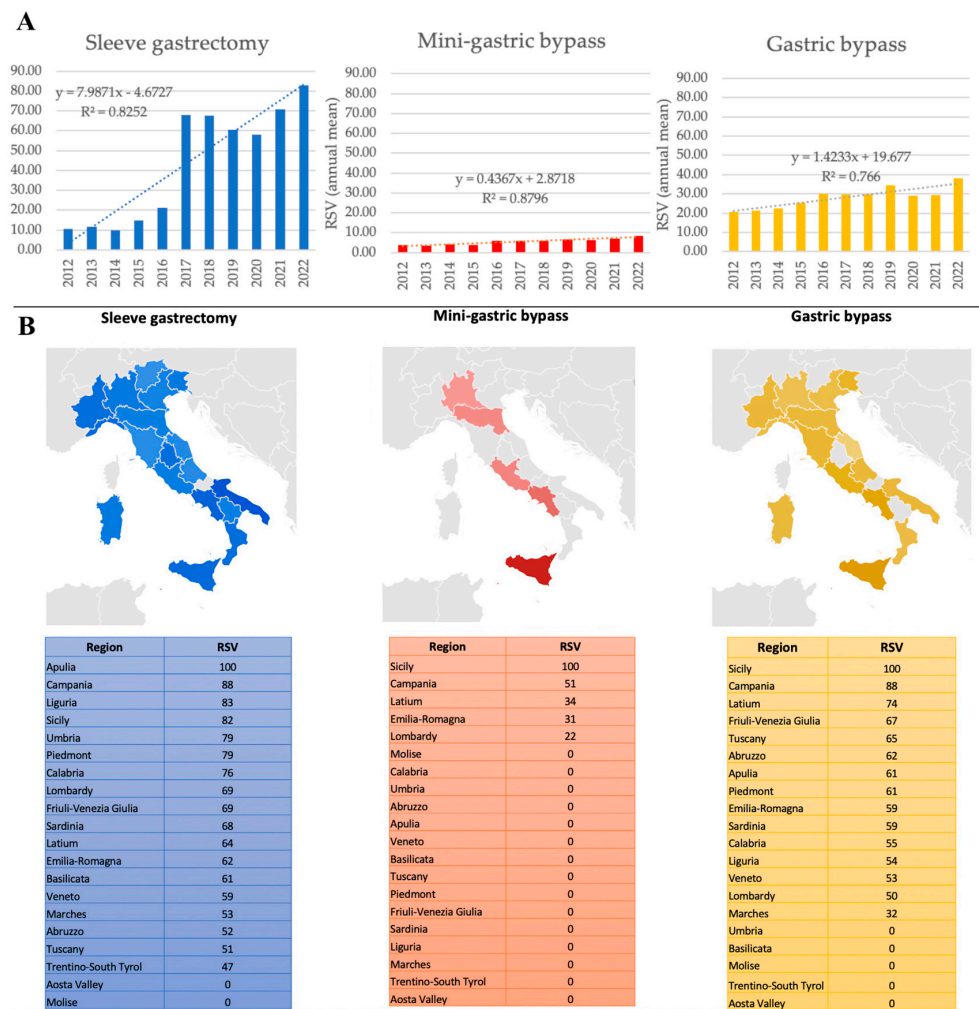 A
Sleeve gastrectomy
90.00
80.00
70.00
60.00
50.00
40.00
30.00
20.00
10.00
0.00
y = 7.9871x - 4.6727
R² = 0.8252
2012
2013
2014
2015
2016
2017
2018
2019
2020
2021
2022
Mini-gastric bypass
RSV (annual mean)
90.00
80.00
70.00
60.00
50.00
40.00
30.00
20.00
10.00
0.00
y = 0.4367x + 2.8718
R² = 0.8796
2012
2013
2014
2015
2016
2017
2018
2019
2020
2021
2022
Gastric bypass
RSV (annual mean)
90.00
80.00
70.00
60.00
50.00
40.00
30.00
20.00
10.00
0.00
y = 1.4233x + 19.677
R² = 0.766
2012
2013
2014
2015
2016
2017
2018
2019
2020
2021
2022
B
Sleeve gastrectomy
Mini-gastric bypass
Gastric bypass
Region RSV
Apulia 100
Campania 88
Liguria 83
Sicily 82
Umbria 79
Piedmont 79
Calabria 76
Lombardy 69
Friuli-Venezia Giulia 69
Sardinia 68
Latium 64
Emilia-Romagna 62
Basilicata 61
Veneto 59
Marches 53
Abruzzo 52
Tuscany 51
Trentino-South Tyrol 47
Aosta Valley 0
Molise 0
Region RSV
Sicily 100
Campania 51
Latium 34
Emilia-Romagna 31
Lombardy 22
Molise 0
Calabria 0
Umbria 0
Abruzzo 0
Apulia 0
Veneto 0
Basilicata 0
Tuscany 0
Piedmont 0
Friuli-Venezia Giulia 0
Sardinia 0
Liguria 0
Marches 0
Trentino-South Tyrol 0
Aosta Valley 0
Region RSV
Sicily 100
Campania 88
Latium 74
Friuli-Venezia Giulia 67
Tuscany 65
Abruzzo 62
Apulia 61
Piedmont 61
Emilia-Romagna 59
Sardinia 59
Calabria 55
Liguria 54
Veneto 53
Lombardy 50
Marches 32
Umbria 0
Basilicata 0
Molise 0
Trentino-South Tyrol 0
Aosta Valley 0